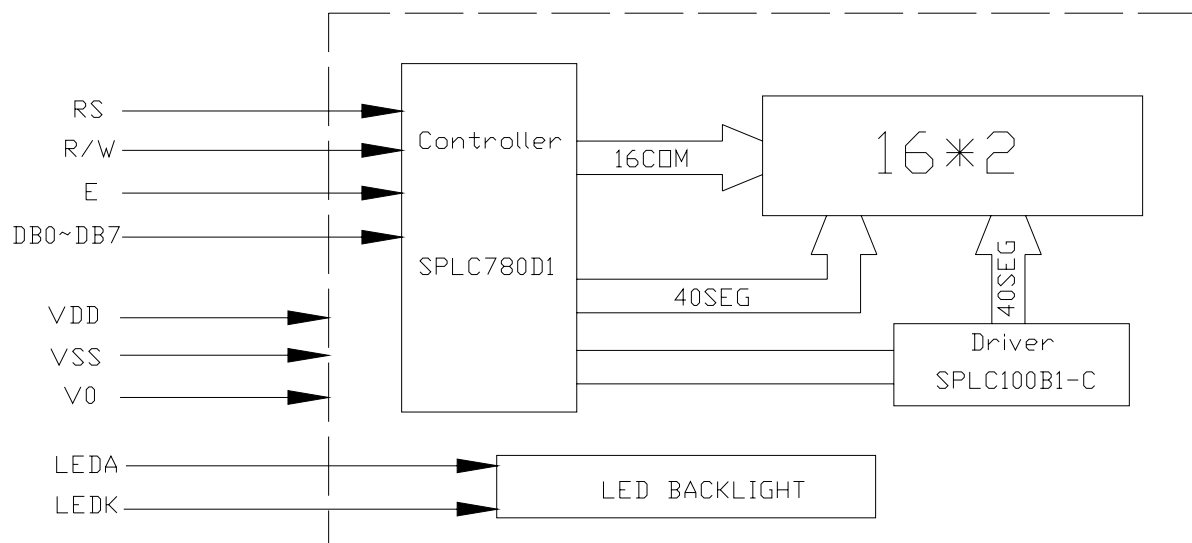 RS
R/W
E
DB0~DB7
VDD
VSS
V0
LEDA
LEDK
Controller
SPLC780D1
16COM
16*2
40SEG
40SEG
Driver
SPLC100B1-C
LED BACKLIGHT